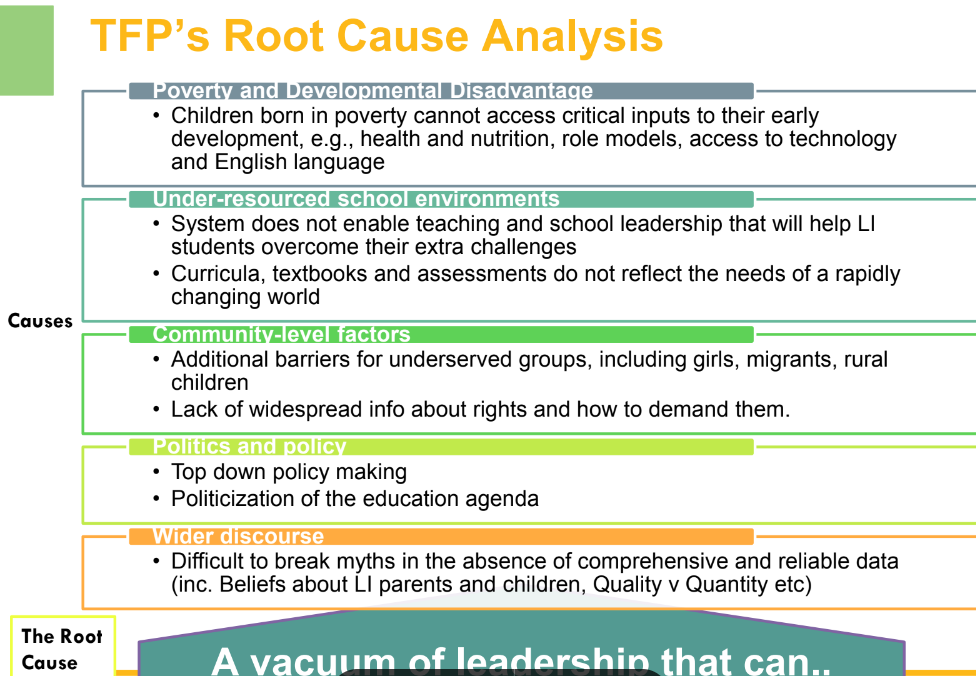 TFP's Root Cause Analysis
Poverty and Developmental Disadvantage
• Children born in poverty cannot access critical inputs to their early
development, e.g., health and nutrition, role models, access to technology
and English language
Under-resourced school environments
• System does not enable teaching and school leadership that will help LI
students overcome their extra challenges
• Curricula, textbooks and assessments do not reflect the needs of a rapidly
changing world
Causes
Community-level factors
• Additional barriers for underserved groups, including girls, migrants, rural
children
• Lack of widespread info about rights and how to demand them.
Politics and policy
• Top down policy making
• Politicization of the education agenda
Wider discourse
• Difficult to break myths in the absence of comprehensive and reliable data
(inc. Beliefs about LI parents and children, Quality v Quantity etc)
The Root
Cause
A vacuum of leadership that can..